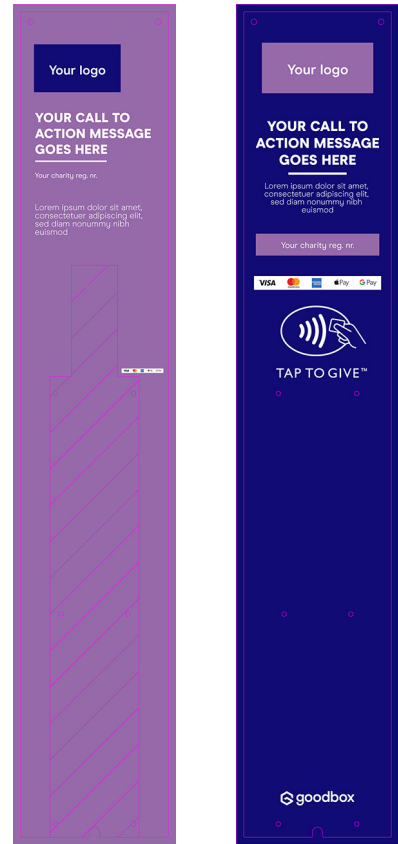 Your logo
YOUR CALL TO
ACTION MESSAGE
GOES HERE
Your charity reg. nr.
Lorem ipsum dolor sit amet,
consectetuer adipiscing elit,
sed diam nonummy nibh
euismod
VISA
Pay
G Pay
Your logo
YOUR CALL TO
ACTION MESSAGE
GOES HERE
Lorem ipsum dolor sit amet,
consectetuer adipiscing elit,
sed diam nonummy nibh
euismod
Your charity reg. nr.
VISA
Pay
G Pay
TAP TO GIVE™
goodbox